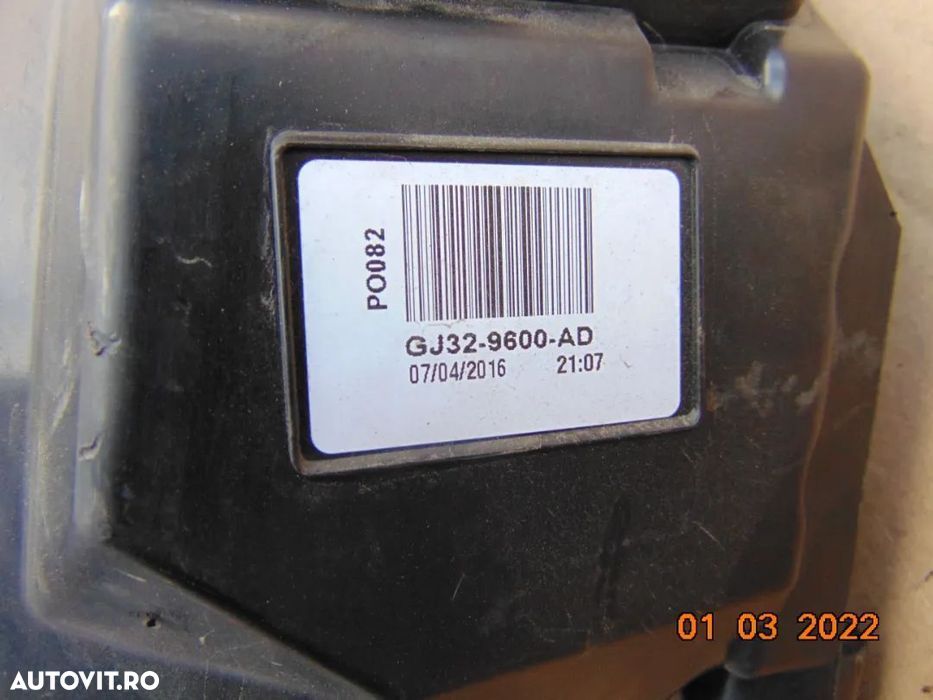 PO082
GJ32-9600-AD
07/04/2016 21:07
01 03 2022
AUTOVIT.RO